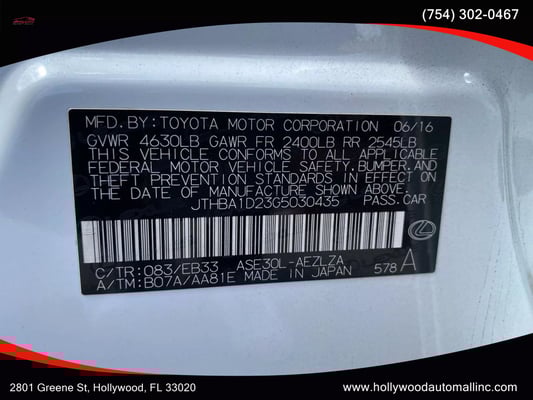 (754) 302-0467
MFD.BY: TOYOTA MOTOR CORPORATION 06/16
GVWR 4630LB GAWR FR 2400LB RR 2545LB
THIS VEHICLE CONFORMS TO ALL APPLICABLE
FEDERAL MOTOR VEHICLE SAFETY,BUMPER,AND
THEFT PREVENTION STANDARDS IN EFFECT ON
THE DATE OF MANUFACTURE SHOWN ABOVE.
JTHBA1D23G5030435 PASS.CAR
C/TR: 083/EB33 ASE30L-AEZLZA
A/TM: B07A/AA81E MADE IN JAPAN 578 A
2801 Greene St, Hollywood, FL 33020
www.hollywoodautomallinc.com